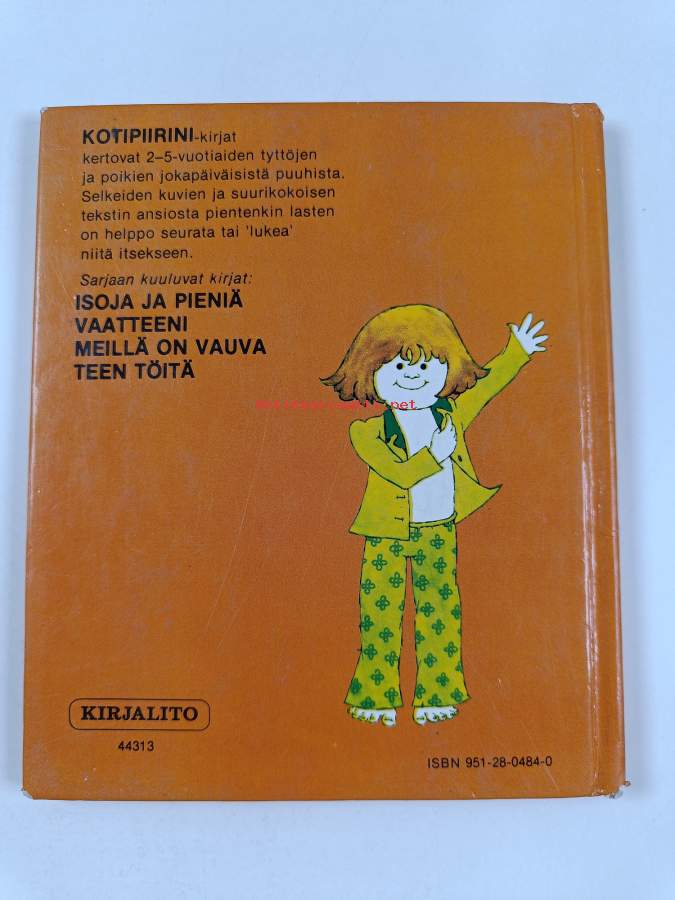 KOTIPIIRINI-kirjat
kertovat 2–5-vuotiaiden tyttöjen
ja poikien jokapäiväisistä puuhista.
Selkeiden kuvien ja suurikokoisen
tekstin ansiosta pientenkin lasten
on helppo seurata tai 'lukea'
niitä itsekseen.
Sarjaan kuuluvat kirjat:
ISOJA JA PIENIÄ
VAATTEENI
MEILLÄ ON VAUVA
TEEN TÖITÄ
KIRJALITO
44313
ISBN 951-28-0484-0